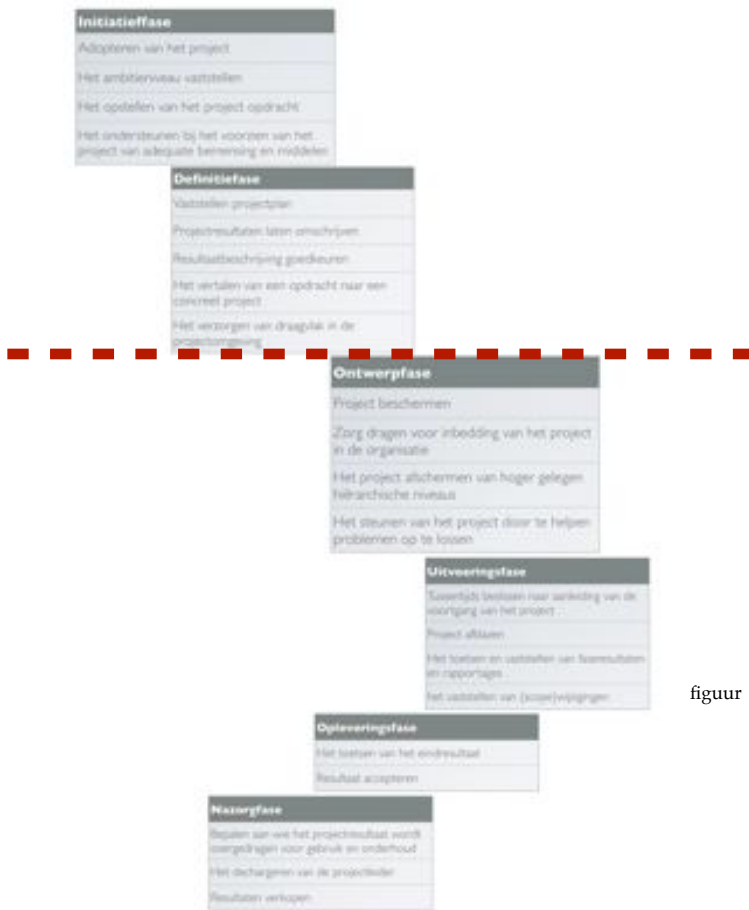 Initiatieffase
Adopteren van het project
Het ambitieniveau vaststellen
Het opstellen van het project opdracht
Het ondersteunen bij het voorzien van het
project van adequate bemensing en middelen
Definitiefase
Vaststellen projectplan
Projectresultaten laten omschrijven
Resultaatbeschrijving goedkeuren
Het vertalen van een opdracht naar een
concreet project
Het verzorgen van draagvlak in de
projectomgeving
Ontwerpfase
Project beschermen
Zorg dragen voor inbedding van het project
in de organisatie
Het project afschermen van hoger gelegen
hiërarchische niveaus
Het steunen van het project door te helpen
problemen op te lossen
Uitvoeringsfase
Tussentijds beslissen naar aanleiding van de
voortgang van het project
Project afblazen
Het toetsen en vaststellen van faseresultaten
en rapportages
het vaststellen van (scope)wijzigingen
figuur
Opleveringsfase
Het toetsen van het eindresultaat
Resultaat accepteren
Nazorgfase
Bepalen aan wie het projectresultaat wordt
overgedragen voor gebruik en onderhoud
Het dechargeren van de projectleider
Resultaten verkopen